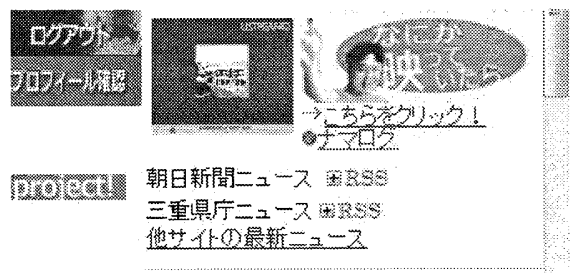 ログアウト
プロフィール確認
なにか
映って
いたら
→こちらをクリック！
●ナマログ
project!
朝日新聞ニュース RSS
三重県庁ニュース RSS
他サイトの最新ニュース